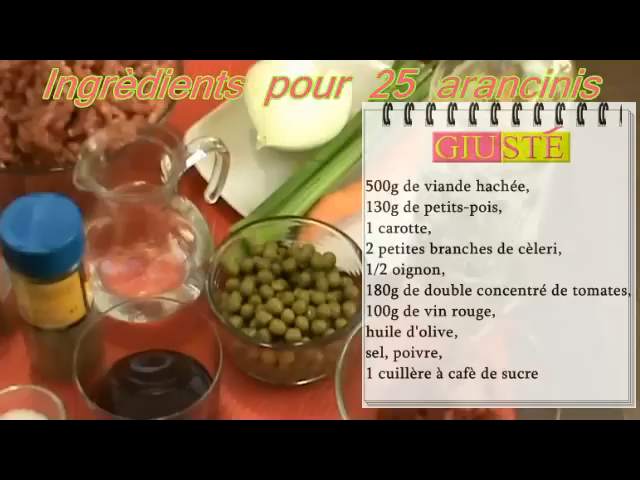 Ingrèdients pour 25 arancinis
GIUSTÉ
500g de viande hachée,
130g de petits-pois,
1 carotte,
2 petites branches de cèleri,
1/2 oignon,
180g de double concentré de tomates,
100g de vin rouge,
huile d'olive,
sel, poivre,
1 cuillère à cafè de sucre